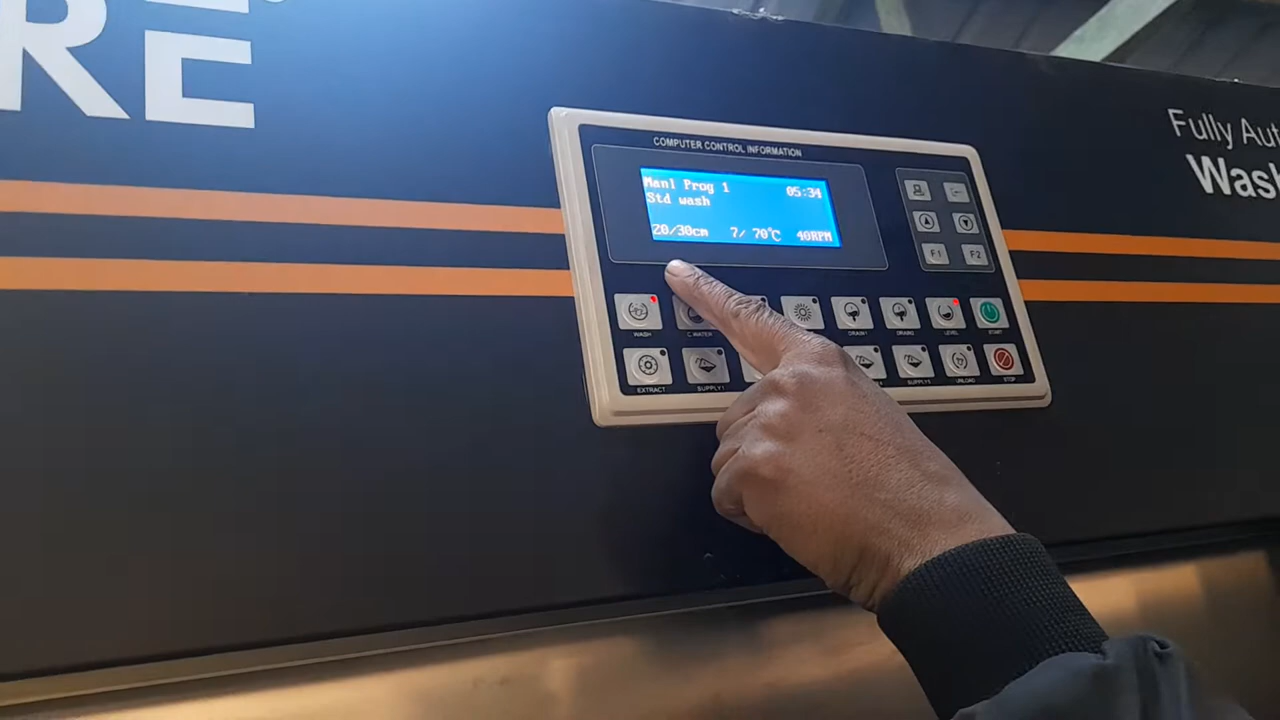 RE
Fully Aut
Wash
COMPUTER CONTROL INFORMATION
Manl Prog 1 05:34
Std wash
20/30cm 7/ 70℃ 40RPM
F1 F2
WASH C.WATER DRAIN1 DRAIN2 LEVEL START
EXTRACT SUPPLY1 SUPPLY5 UNLOAD STOP